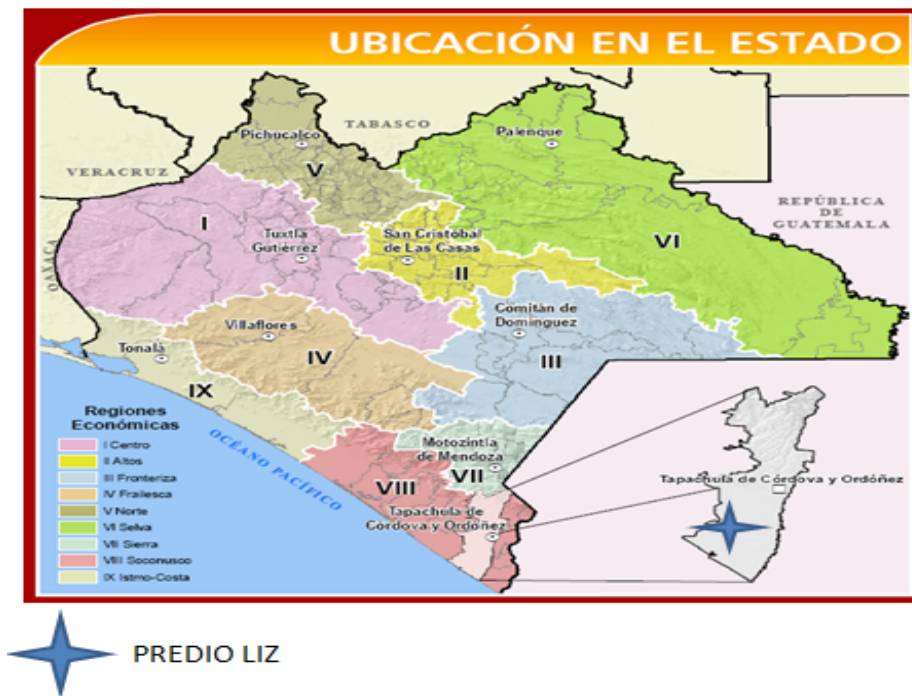 UBICACIÓN EN EL ESTADO
TABASCO
Pichucalco
Palenque
VERACRUZ
V
REPÚBLICA
DE
GUATEMALA
I
OAXACA
Tuxtla
Gutiérrez
San Cristóbal
de Las Casas
II
VI
Comitán de
Domínguez
Villaflores
Tonalá
IV
III
IX
OCÉANO PACÍFICO
Motozintla
de Mendoza
VII
VIII
Tapachula de
Córdova y Ordóñez
Tapachula de Córdova y Ordóñez
Regiones
Económicas
I Centro
II Altos
III Fronteriza
IV Frailesca
V Norte
VI Selva
VII Sierra
VIII Soconusco
IX Istmo-Costa
PREDIO LIZ